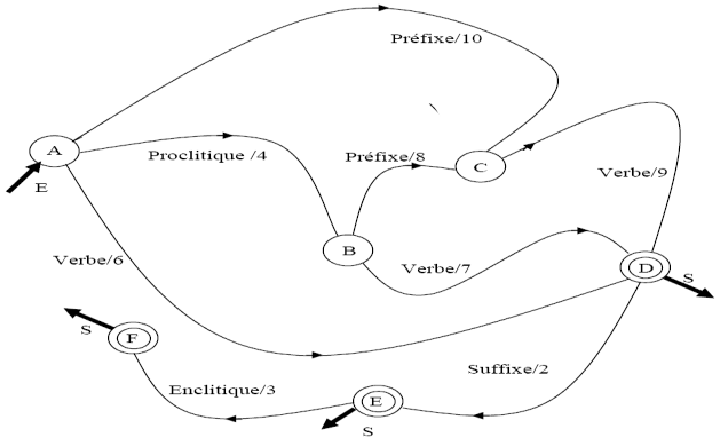 Préfixe/10
A
Proclitique /4
Préfixe/8
C
Verbe/9
E
B
Verbe/6
Verbe/7
D
S
S
F
Suffixe/2
Enclitique/3
E
S